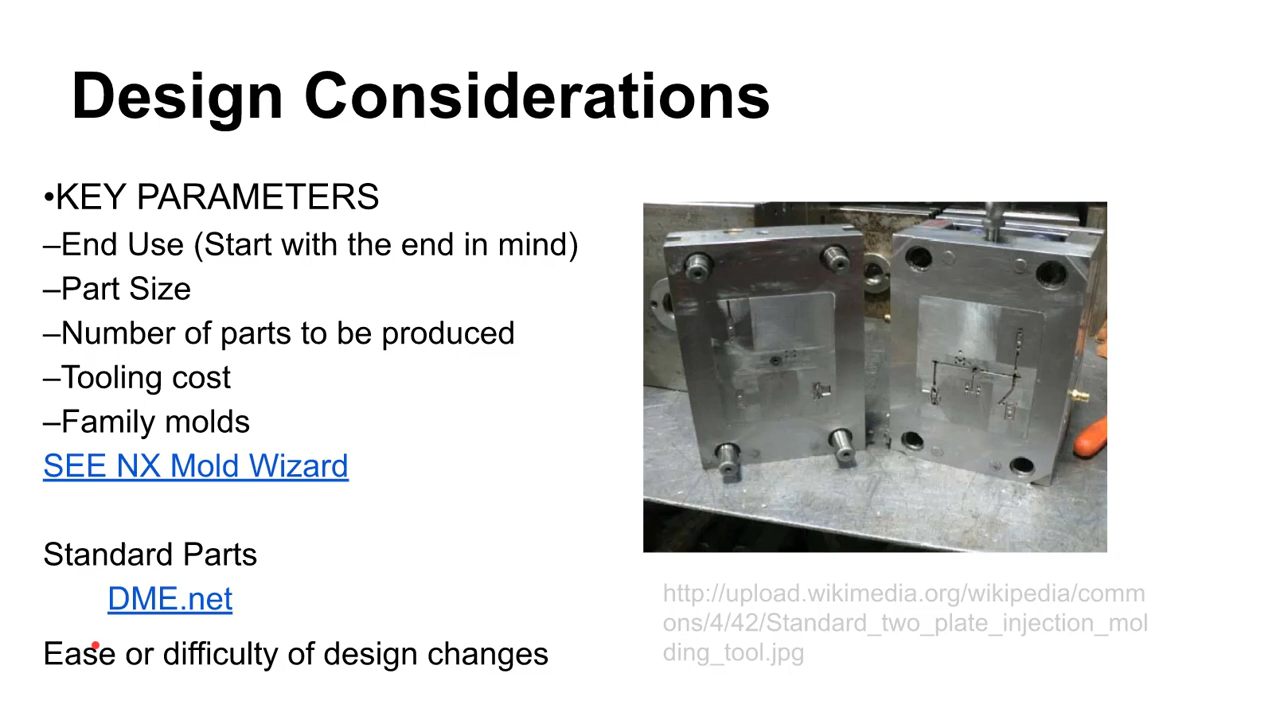 Design Considerations
•KEY PARAMETERS
–End Use (Start with the end in mind)
–Part Size
–Number of parts to be produced
–Tooling cost
–Family molds
SEE NX Mold Wizard
Standard Parts
DME.net
Ease or difficulty of design changes
http://upload.wikimedia.org/wikipedia/comm
ons/4/42/Standard_two_plate_injection_mol
ding_tool.jpg